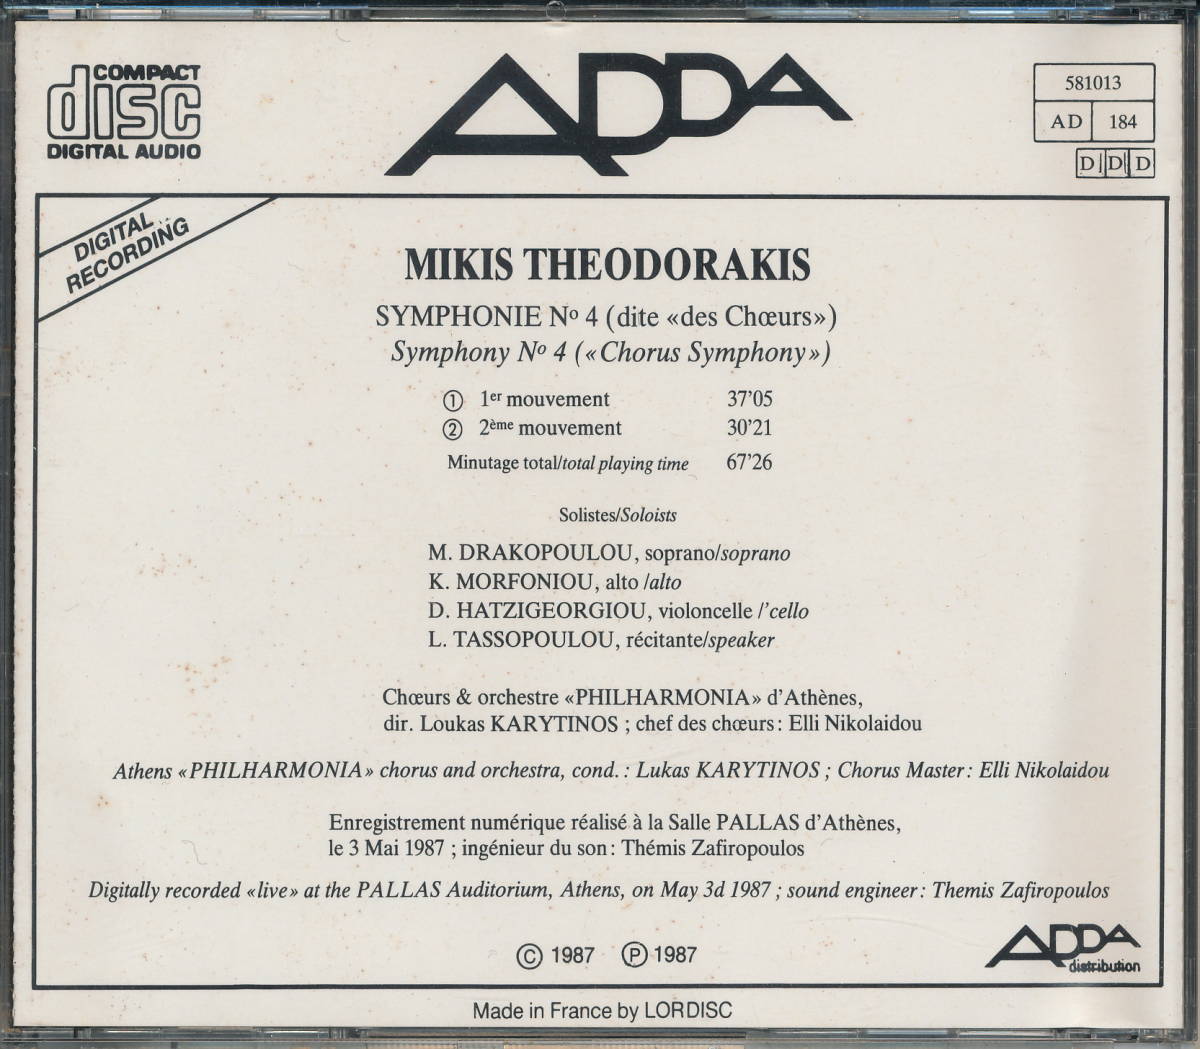 COMPACT
disc
DIGITAL AUDIO
ADDA
581013
AD 184
D D D
DIGITAL
RECORDING
MIKIS THEODORAKIS
SYMPHONIE Nº 4 (dite «des Chœurs»)
Symphony Nº 4 («Chorus Symphony»)
① 1er mouvement 37'05
② 2ème mouvement 30'21
Minutage total/total playing time 67'26
Solistes/Soloists
M. DRAKOPOULOU, soprano/soprano
K. MORFONIOU, alto /alto
D. HATZIGEORGIOU, violoncelle /'cello
L. TASSOPOULOU, récitante/speaker
Chœurs & orchestre «PHILHARMONIA» d'Athènes,
dir. Loukas KARYTINOS ; chef des chœurs : Elli Nikolaidou
Athens «PHILHARMONIA» chorus and orchestra, cond. : Lukas KARYTINOS ; Chorus Master : Elli Nikolaidou
Enregistrement numérique réalisé à la Salle PALLAS d'Athènes,
le 3 Mai 1987 ; ingénieur du son : Thémis Zafiropoulos
Digitally recorded «live» at the PALLAS Auditorium, Athens, on May 3d 1987 ; sound engineer : Themis Zafiropoulos
© 1987 ℗ 1987
ADDA
distribution
Made in France by LORDISC